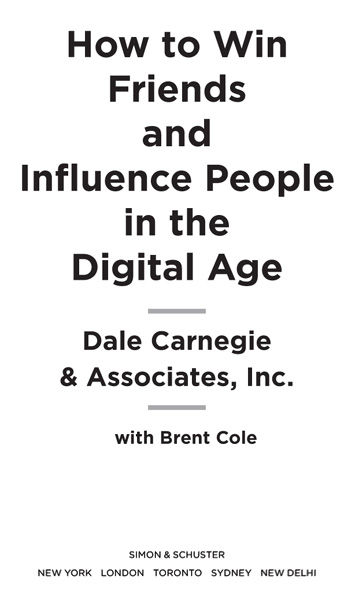 How to Win
Friends
and
Influence People
in the
Digital Age
Dale Carnegie
& Associates, Inc.
with Brent Cole
SIMON & SCHUSTER
NEW YORK LONDON TORONTO SYDNEY NEW DELHI